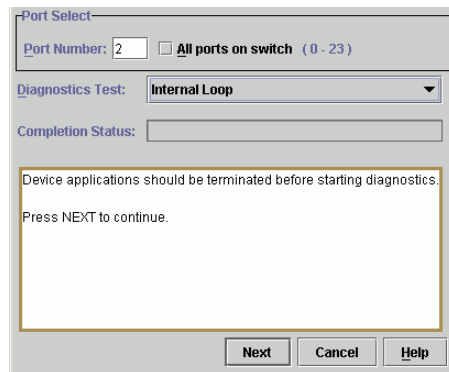 Port Select
Port Number: 2 All ports on switch ( 0 - 23 )
Diagnostics Test: Internal Loop
Completion Status:
Device applications should be terminated before starting diagnostics.
Press NEXT to continue.
Next Cancel Help